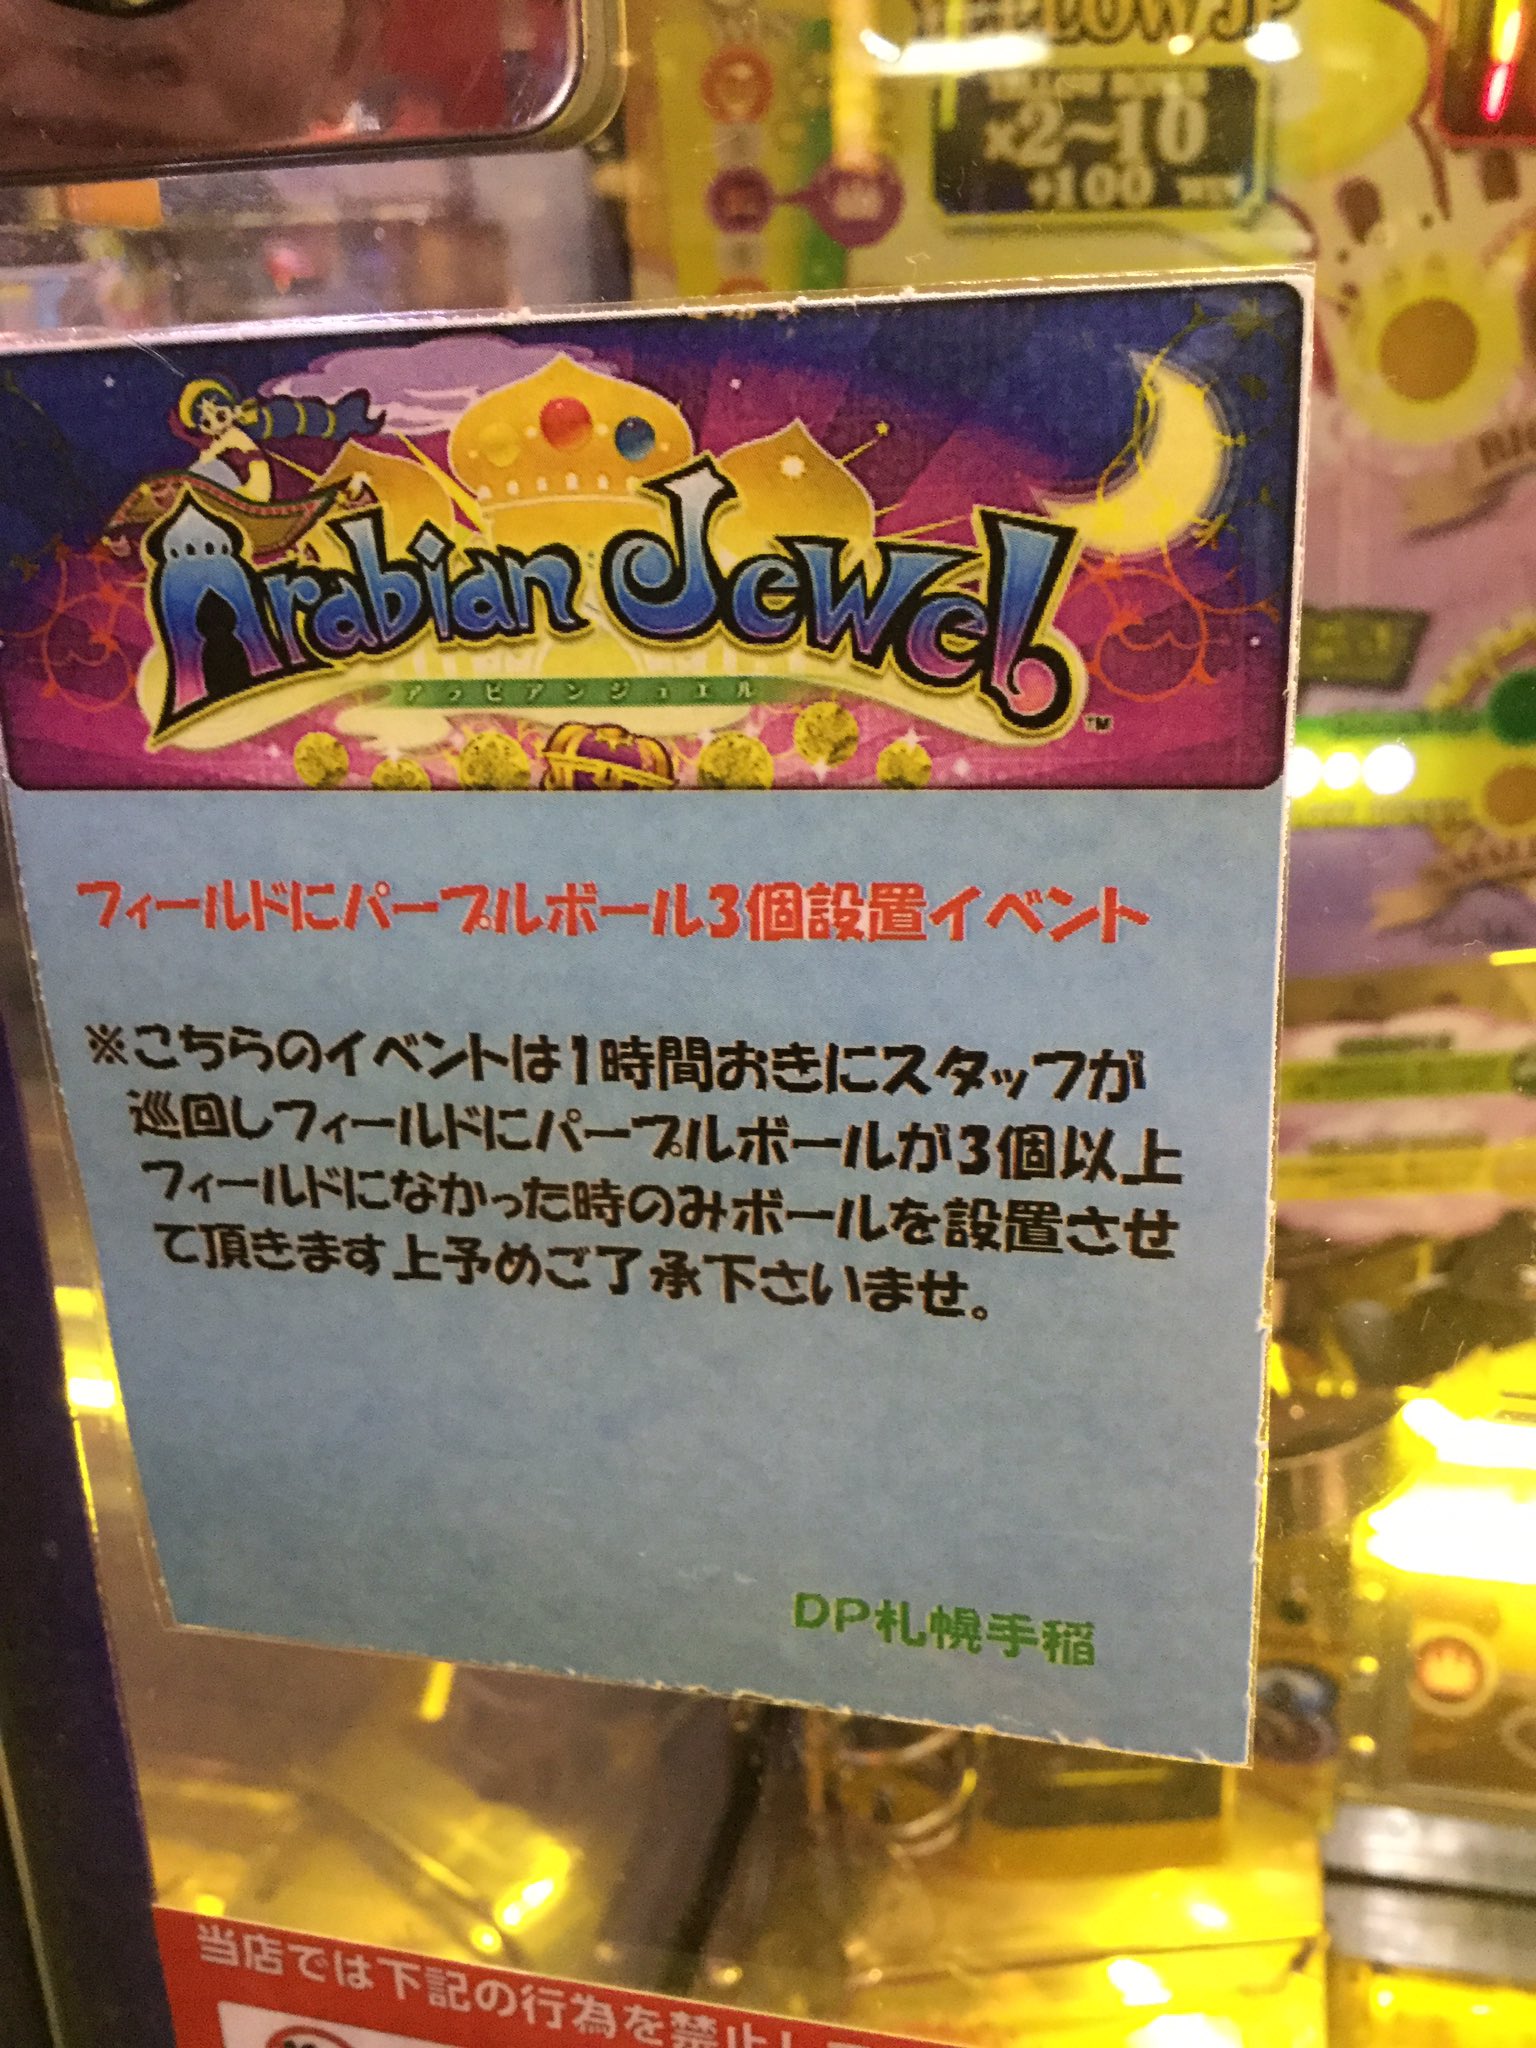 YELLOW JP
×2~10
+100 WIN
Arabian Jewel
アラビアンジュエル
TM
フィールドにパープルボール3個設置イベント
※こちらのイベントは1時間おきにスタッフが
巡回しフィールドにパープルボールが3個以上
フィールドになかった時のみボールを設置させ
て頂きます上予めご了承下さいませ。
DP札幌手稲
当店では下記の行為を禁止し